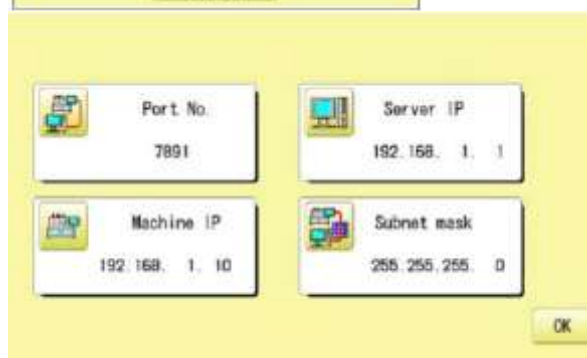 Port No.
7891
Server IP
192.168. 1. 1
Machine IP
192.168. 1. 10
Subnet mask
255.255.255. 0
OK